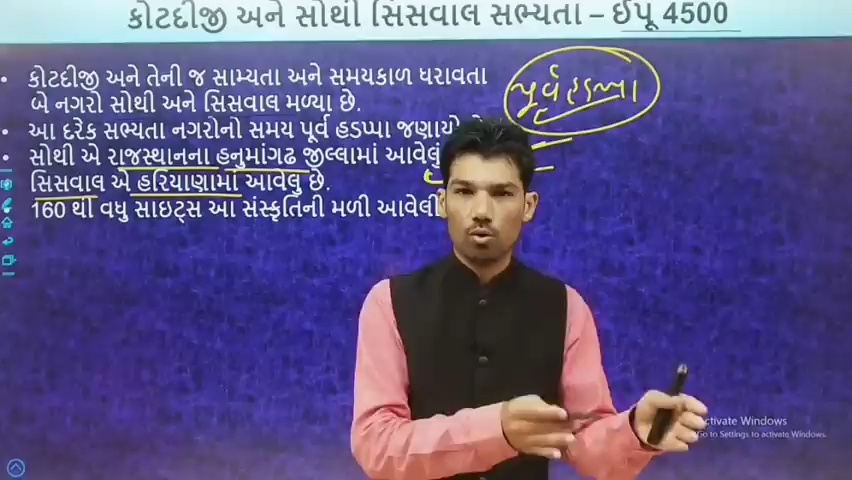 કોટદીજી અને સોથી સિસવાલ સભ્યતા – ઈપૂ 4500
પૂર્વ હડપ્પા
કોટદીજી અને તેની જ સામ્યતા અને સમયકાળ ધરાવતા
બે નગરો સોથી અને સિસવાલ મળ્યા છે.
આ દરેક સભ્યતા નગરોનો સમય પૂર્વ હડપ્પા
સોથી એ રાજસ્થાનના હનુમાંગઢ જીલ્લામાં આવેલું
સિસવાલ એ હરિયાણામાં આવેલુ છે.
160 થી વધુ સાઇટ્સ આ સંસ્કૃતિની મળી આવેલી
Activate Windows
Go to Settings to activate Windows.